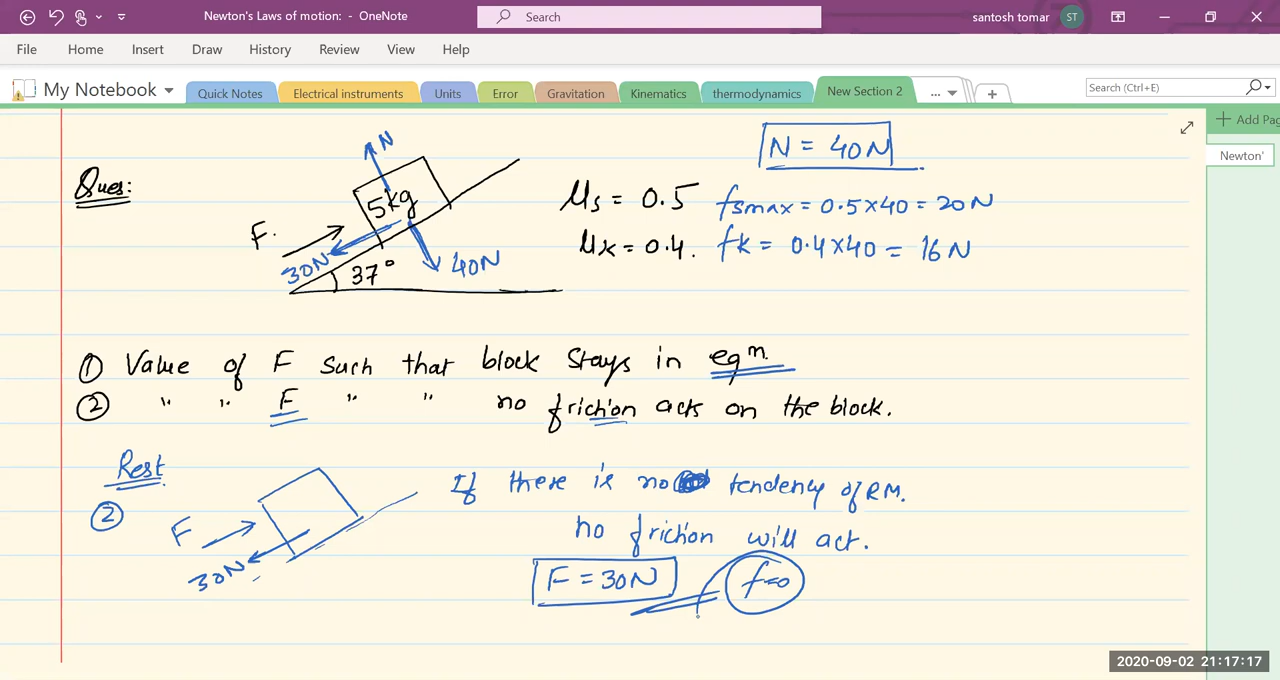 Newton's Laws of motion: - OneNote
Search
santosh tomar
ST
File Home Insert Draw History Review View Help
My Notebook
Quick Notes
Electrical instruments
Units
Error
Gravitation
Kinematics
thermodynamics
New Section 2
...
Search (Ctrl+E)
Add Pag
Newton'
Ques:
N
5kg
F.
30N
40N
37°
N = 40N
μs = 0.5 fsmax = 0.5×40 = 20N
μk = 0.4. fk = 0.4×40 = 16N
① Value of F Such that block Stays in eqm.
② " " F " " no friction acts on the block.
Rest
②
F
30N
If there is no tendency of RM.
no friction will act.
F = 30N
f=0
2020-09-02 21:17:17